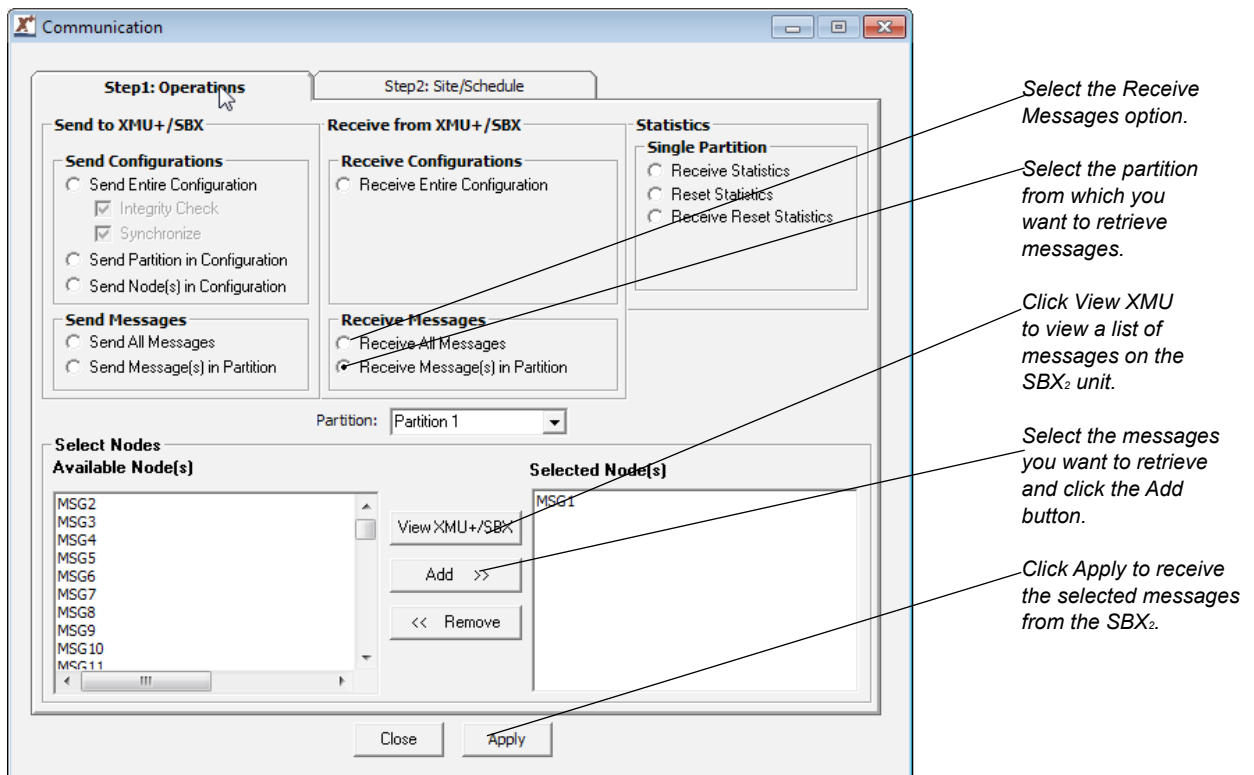 Communication
Step1: Operations
Step2: Site/Schedule
Send to XMU+/SBX
Send Configurations
Send Entire Configuration
Integrity Check
Synchronize
Send Partition in Configuration
Send Node(s) in Configuration
Send Messages
Send All Messages
Send Message(s) in Partition
Receive from XMU+/SBX
Receive Configurations
Receive Entire Configuration
Receive Messages
Receive All Messages
Receive Message(s) in Partition
Statistics
Single Partition
Receive Statistics
Reset Statistics
Receive Reset Statistics
Partition: Partition 1
Select Nodes
Available Node(s)
MSG2
MSG3
MSG4
MSG5
MSG6
MSG7
MSG8
MSG9
MSG10
MSG11
View XMU+/SBX
Add >>
<< Remove
Selected Node(s)
MSG1
Close
Apply
Select the Receive
Messages option.
Select the partition
from which you
want to retrieve
messages.
Click View XMU
to view a list of
messages on the
SBX₂ unit.
Select the messages
you want to retrieve
and click the Add
button.
Click Apply to receive
the selected messages
from the SBX₂.